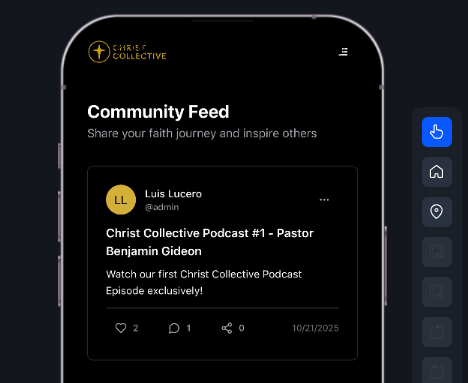 CHRIST
COLLECTIVE
Community Feed
Share your faith journey and inspire others
LL
Luis Lucero
@admin
Christ Collective Podcast #1 - Pastor
Benjamin Gideon
Watch our first Christ Collective Podcast
Episode exclusively!
2
1
0
10/21/2025